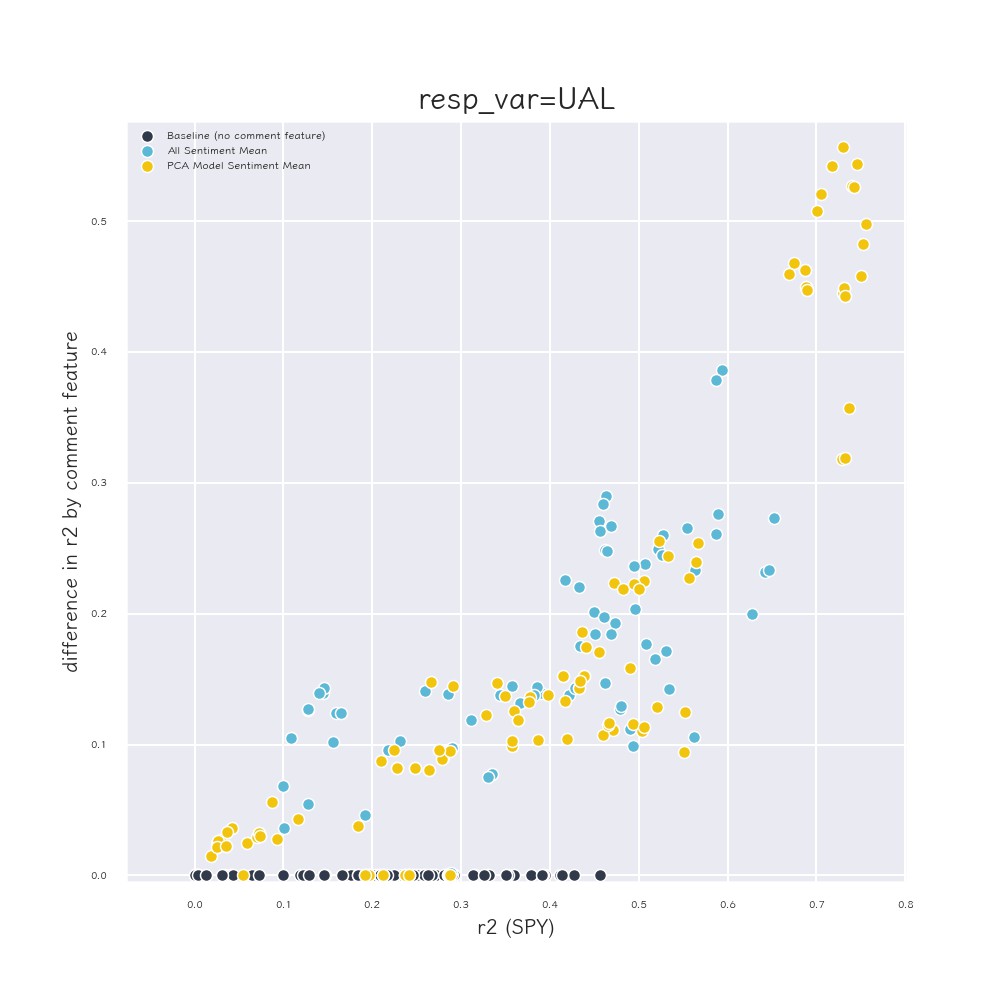 resp_var=UAL
Baseline (no comment feature)
All Sentiment Mean
PCA Model Sentiment Mean
difference in r2 by comment feature
0.5
0.4
0.3
0.2
0.1
0.0
0.0 0.1 0.2 0.3 0.4 0.5 0.6 0.7 0.8
r2 (SPY)